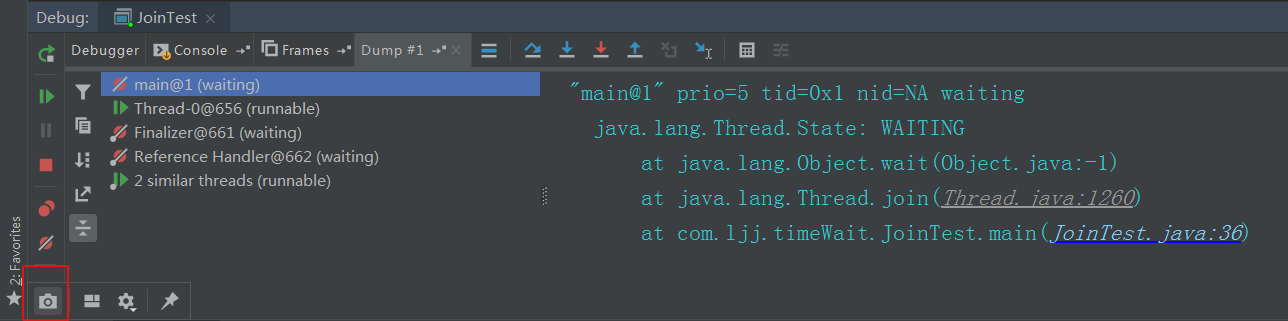 Debug: JoinTest
Debugger Console Frames Dump #1
main@1 (waiting)
Thread-0@656 (runnable)
Finalizer@661 (waiting)
Reference Handler@662 (waiting)
2 similar threads (runnable)
"main@1" prio=5 tid=0x1 nid=NA waiting
java.lang.Thread.State: WAITING
at java.lang.Object.wait(Object.java:-1)
at java.lang.Thread.join(Thread.java:1260)
at com.ljj.timeWait.JoinTest.main(JoinTest.java:36)
2: Favorites